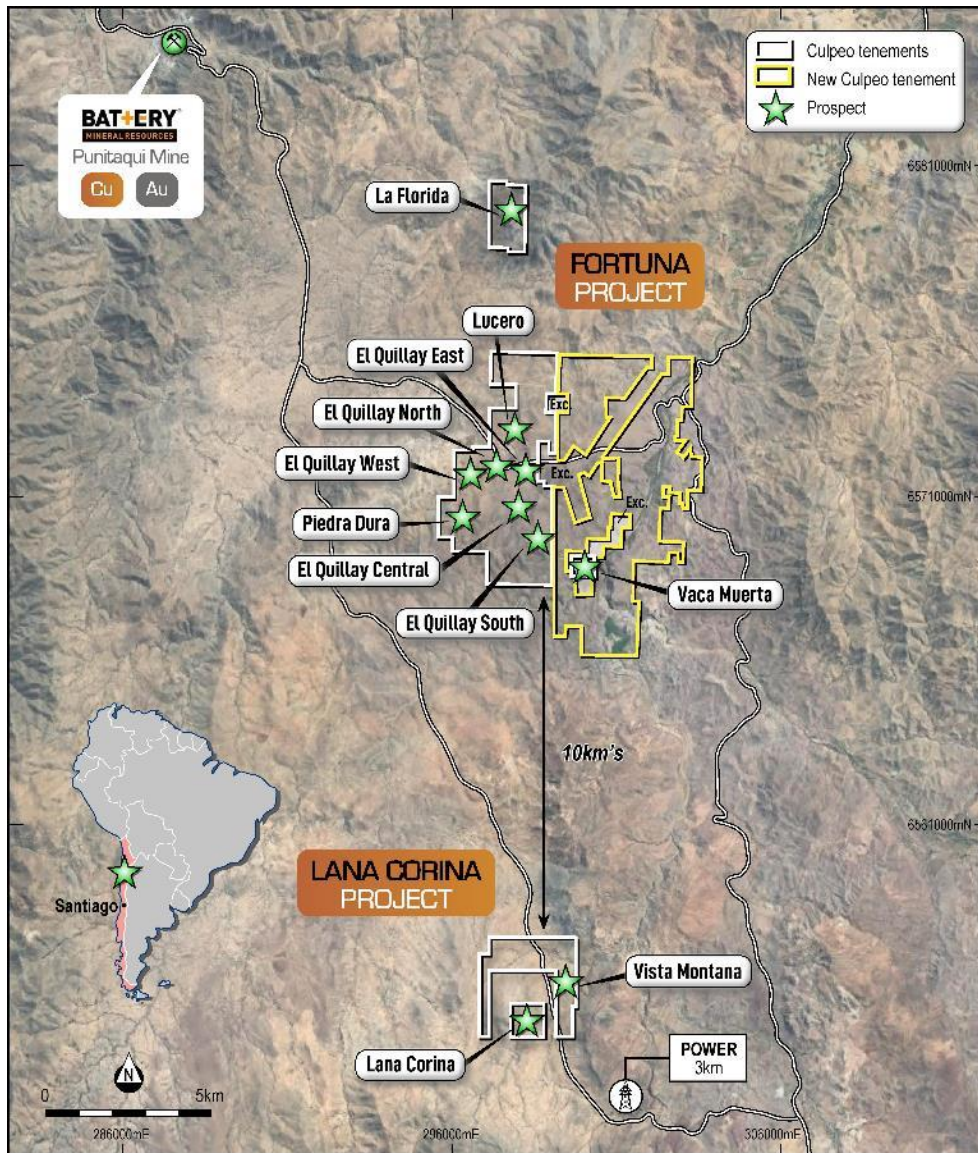 BATTERY
MINERAL RESOURCES
Punitaqui Mine
Cu
Au
Culpeo tenements
New Culpeo tenement
Prospect
6581000mN
La Florida
FORTUNA
PROJECT
Lucero
El Quillay East
Exc.
El Quillay North
El Quillay West
Exc.
6571000mN
Exc.
Piedra Dura
El Quillay Central
Vaca Muerta
El Quillay South
10km's
6561000mN
LANA CORINA
PROJECT
Santiago
Vista Montana
Lana Corina
POWER
3km
N
0
5km
286000mE
296000mE
306000mE